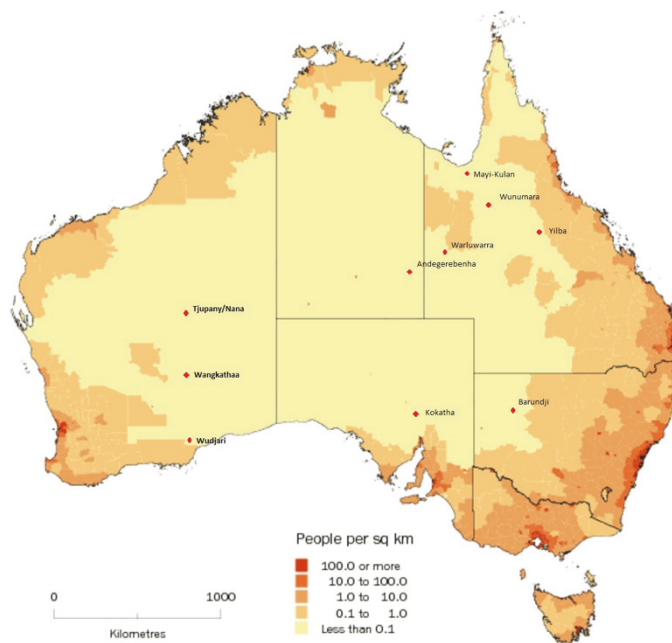 Mayi-Kulan
Wunumara
Yilba
Warluwarra
Andegerebenha
Tjupany/Nana
Wangkathaa
Barundji
Kokatha
Wudjari
People per sq km
100.0 or more
10.0 to 100.0
1.0 to 10.0
0.1 to 1.0
Less than 0.1
0 1000
Kilometres